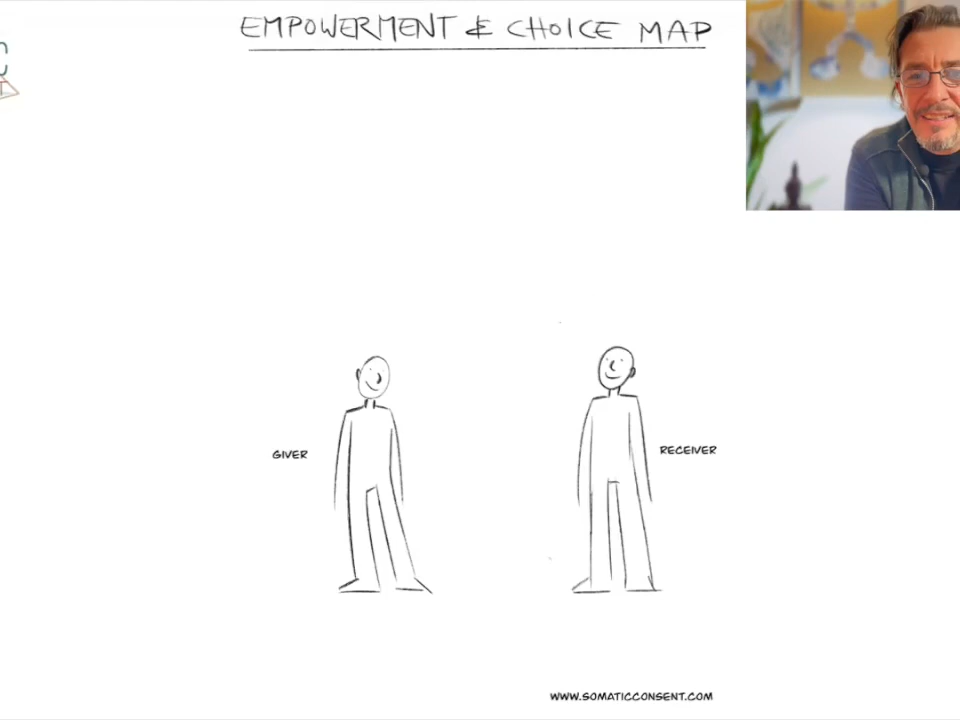 EMPOWERMENT & CHOICE MAP
GIVER
RECEIVER
WWW.SOMATICCONSENT.COM